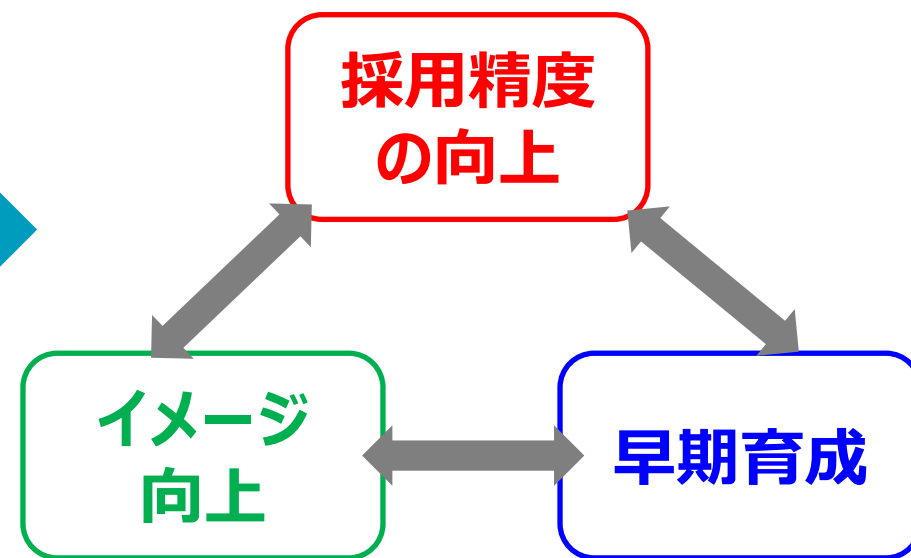 採用精度
の向上
イメージ
向上
早期育成